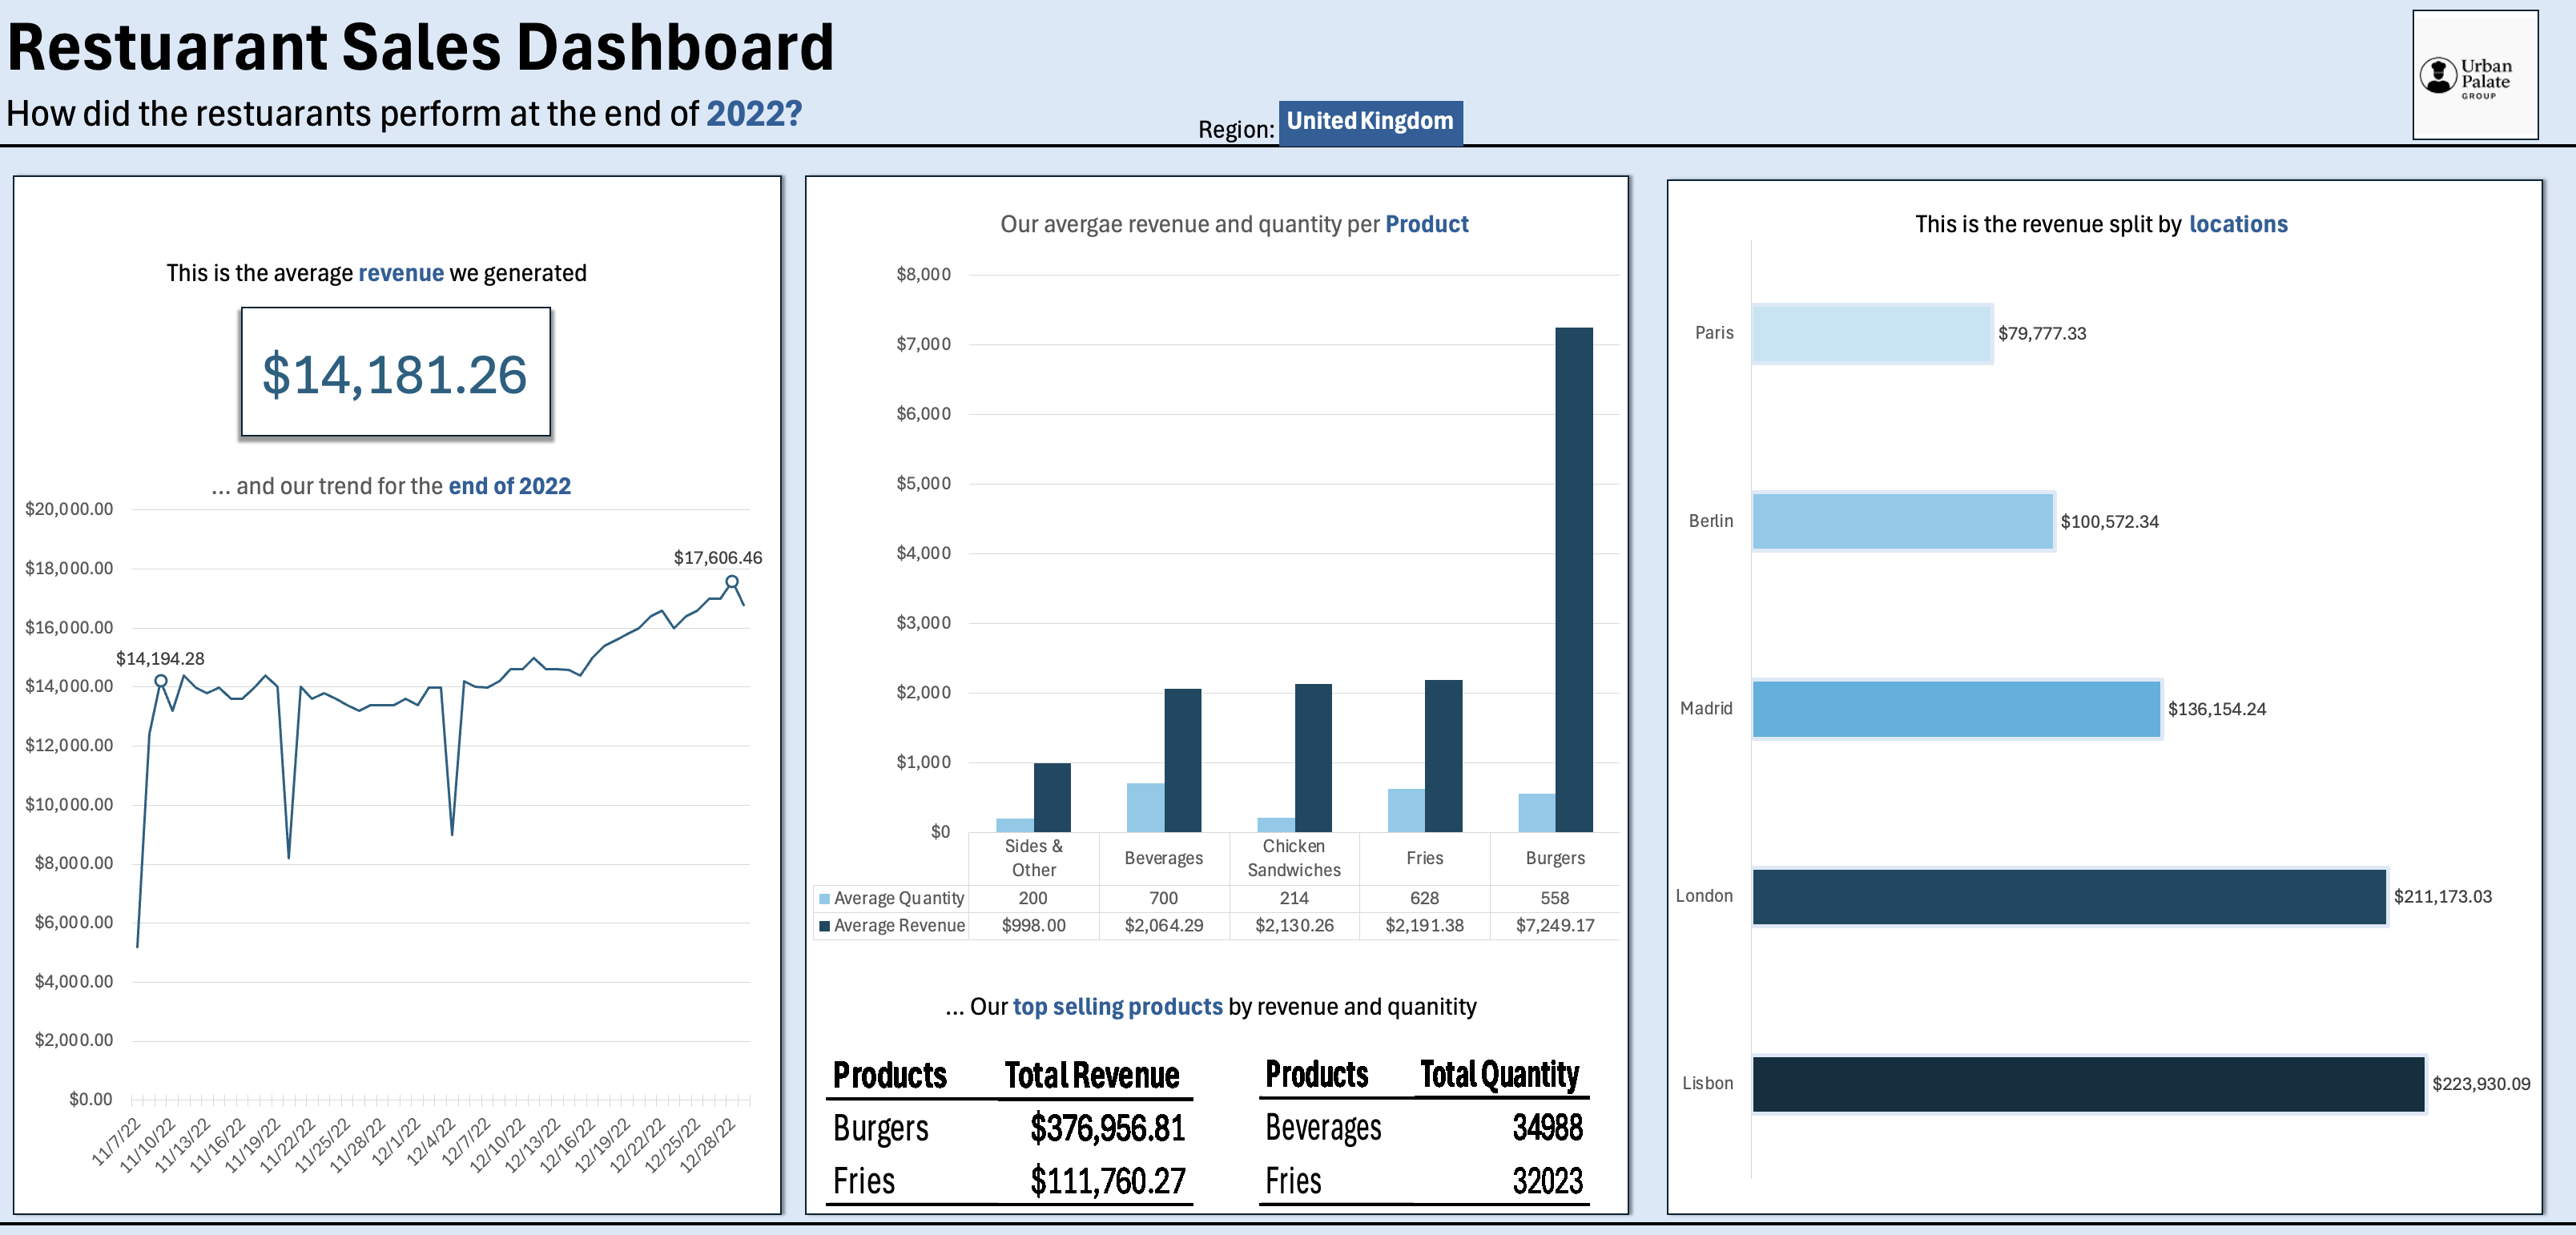 Restuarant Sales Dashboard
How did the restuarants perform at the end of 2022?
Region: United Kingdom
Urban
Palate
GROUP
This is the average revenue we generated
$14,181.26
... and our trend for the end of 2022
$20,000.00
$18,000.00
$16,000.00
$14,000.00
$12,000.00
$10,000.00
$8,000.00
$6,000.00
$4,000.00
$2,000.00
$0.00
$14,194.28
$17,606.46
11/7/22
11/10/22
11/13/22
11/16/22
11/19/22
11/22/22
11/25/22
11/28/22
12/1/22
12/4/22
12/7/22
12/10/22
12/13/22
12/16/22
12/19/22
12/22/22
12/25/22
12/28/22
Our avergae revenue and quantity per Product
$8,000
$7,000
$6,000
$5,000
$4,000
$3,000
$2,000
$1,000
$0
Sides &
Other
Beverages
Chicken
Sandwiches
Fries
Burgers
Average Quantity 200 700 214 628 558
Average Revenue $998.00 $2,064.29 $2,130.26 $2,191.38 $7,249.17
... Our top selling products by revenue and quanitity
Products Total Revenue
Burgers $376,956.81
Fries $111,760.27
Products Total Quantity
Beverages 34988
Fries 32023
This is the revenue split by locations
Paris $79,777.33
Berlin $100,572.34
Madrid $136,154.24
London $211,173.03
Lisbon $223,930.09